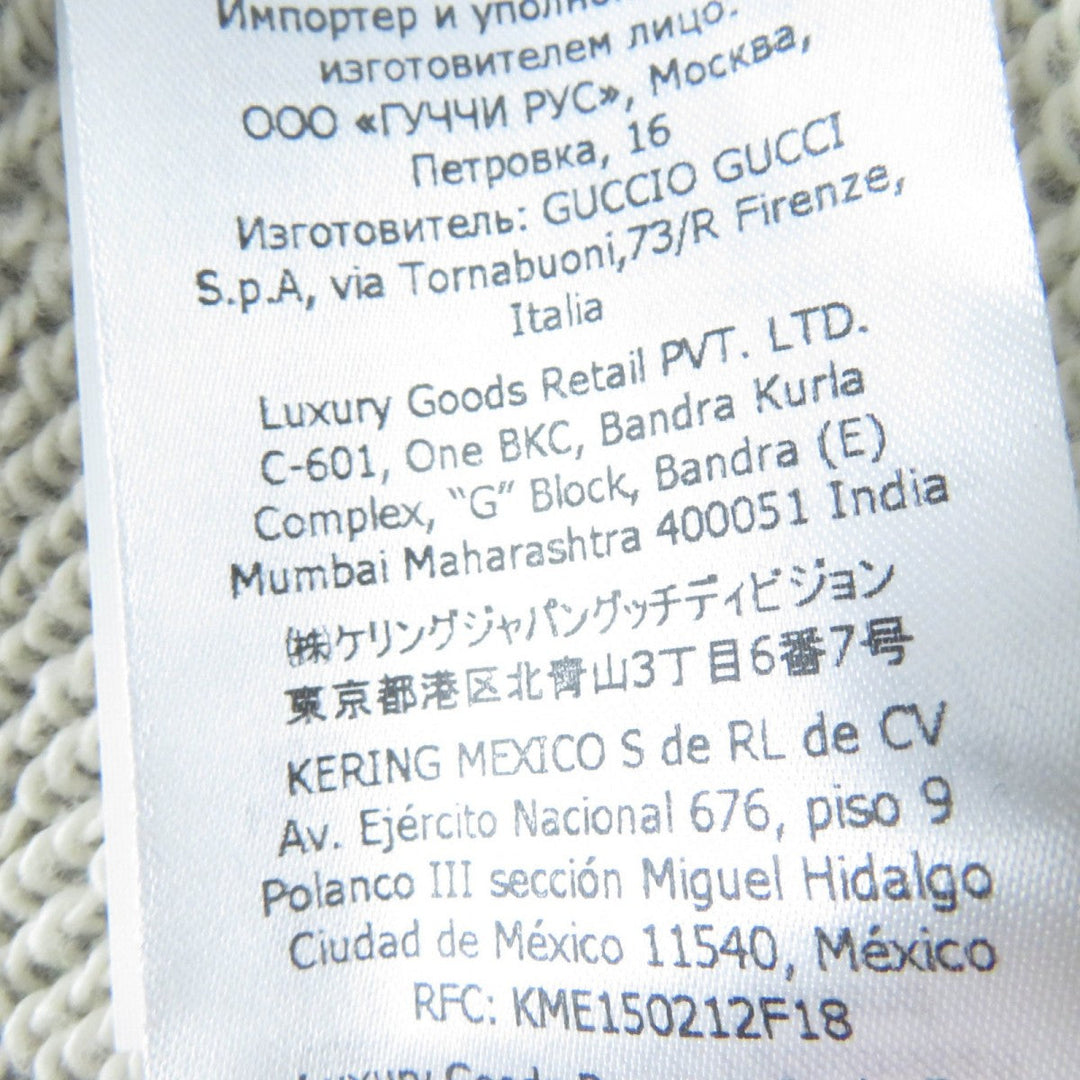 Импортер и
изготовителем лицо:
ООО «ГУЧЧИ РУС», Москва,
Петровка, 16
Изготовитель: GUCCIO GUCCI
S.p.A, via Tornabuoni,73/R Firenze,
Italia
Luxury Goods Retail PVT. LTD.
C-601, One BKC, Bandra Kurla
Complex, “G” Block, Bandra (E)
Mumbai Maharashtra 400051 India
㈱ケリングジャパングッチディビジョン
東京都港区北青山3丁目6番7号
KERING MEXICO S de RL de CV
Av. Ejército Nacional 676, piso 9
Polanco III sección Miguel Hidalgo
Ciudad de México 11540, México
RFC: KME150212F18
Luxury